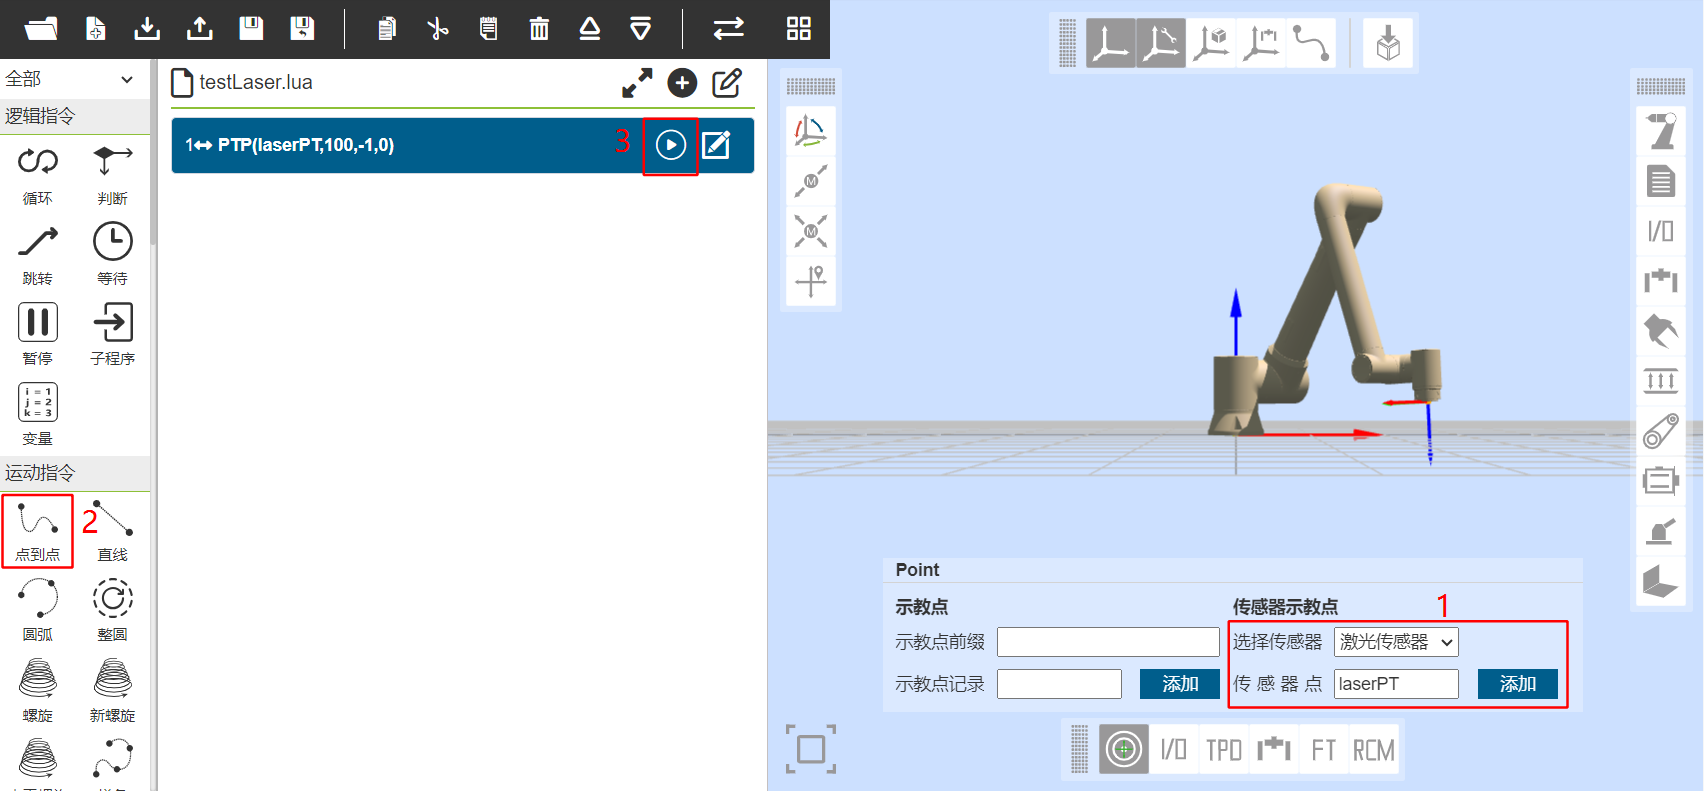 全部
逻辑指令
循环
判断
跳转
等待
暂停
子程序
i = 1
j = 2
k = 3
变量
运动指令
点到点
2
直线
圆弧
整圆
螺旋
新螺旋
testLaser.lua
1 PTP(laserPT,100,-1,0)
3
M
M
I/O
Point
示教点
示教点前缀
示教点记录
添加
传感器示教点
1
选择传感器 激光传感器
传感器点 laserPT
添加
I/O TPD FT RCM